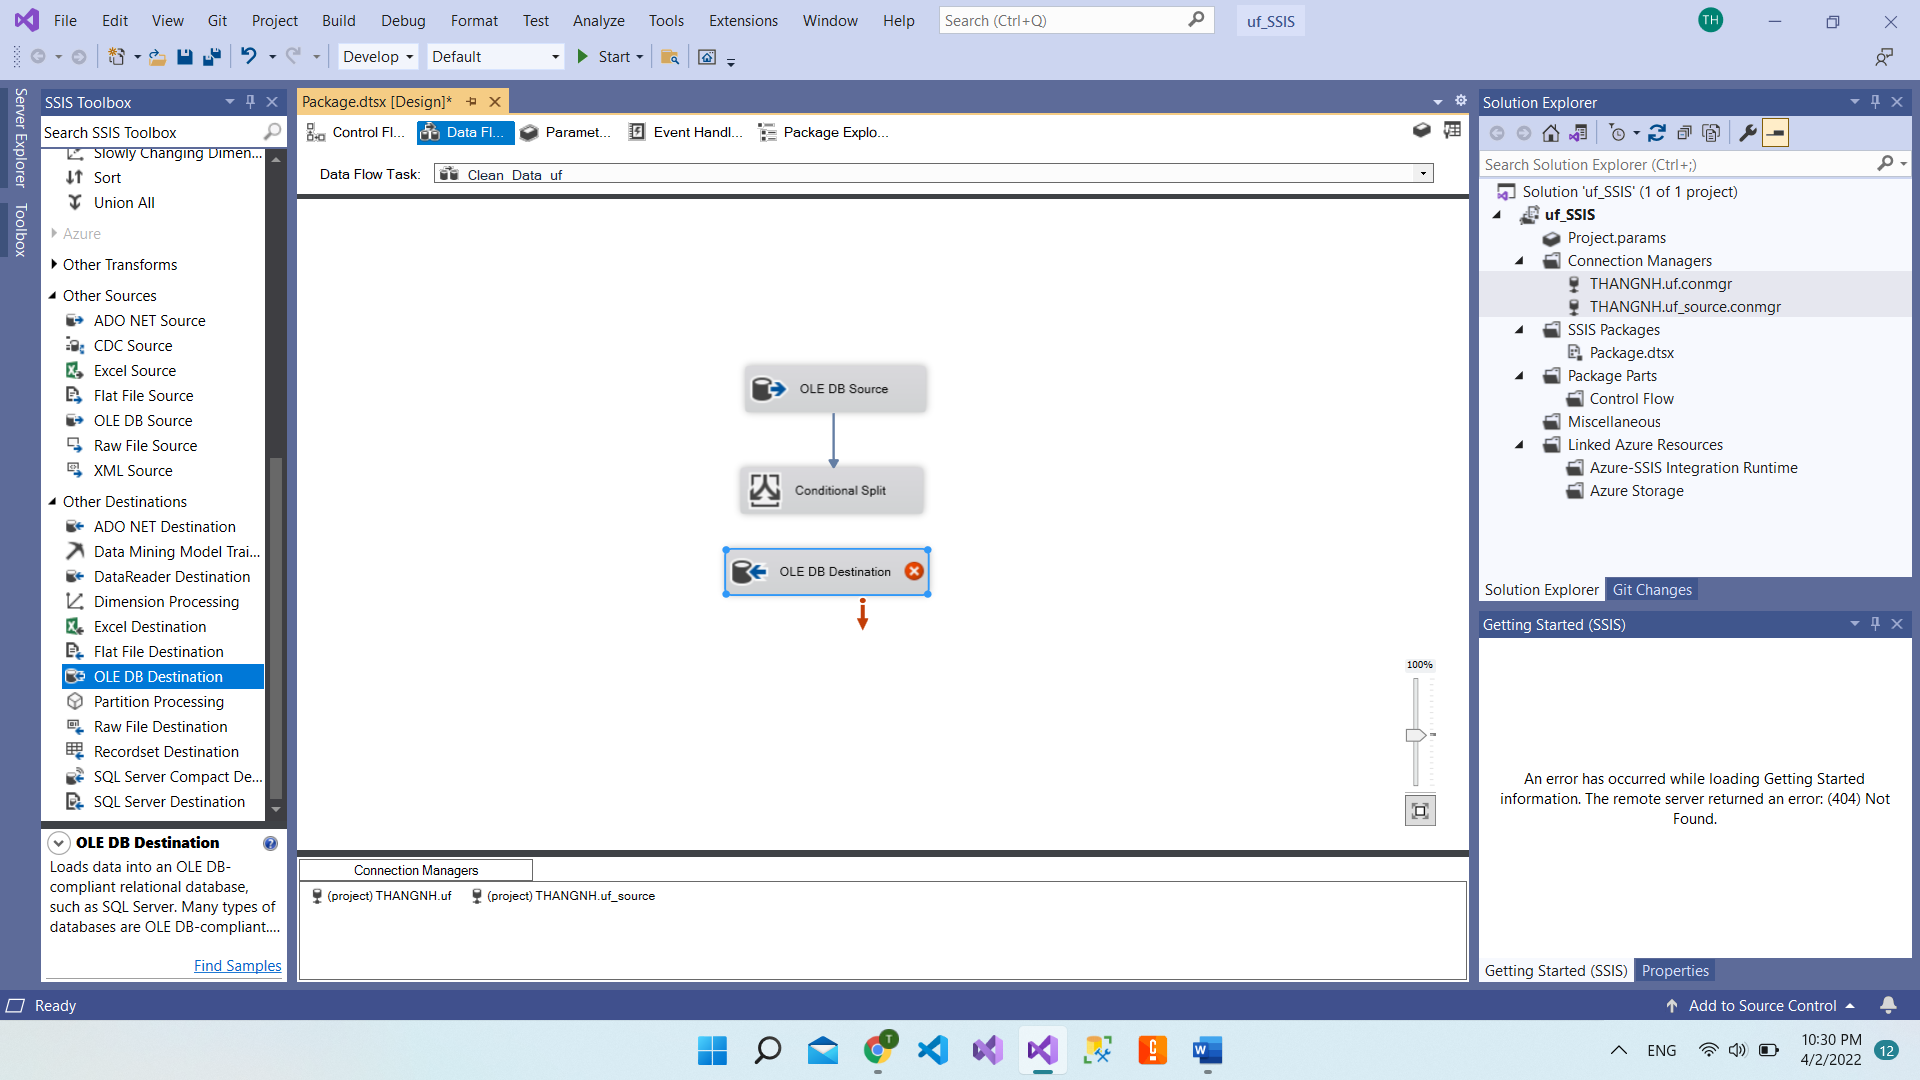 File Edit View Git Project Build Debug Format Test Analyze Tools Extensions Window Help Search (Ctrl+Q) uf_SSIS TH
Develop Default Start
Server Explorer
Toolbox
SSIS Toolbox
Search SSIS Toolbox
Slowly Changing Dimen...
Sort
Union All
Azure
Other Transforms
Other Sources
ADO NET Source
CDC Source
Excel Source
Flat File Source
OLE DB Source
Raw File Source
XML Source
Other Destinations
ADO NET Destination
Data Mining Model Trai...
DataReader Destination
Dimension Processing
Excel Destination
Flat File Destination
OLE DB Destination
Partition Processing
Raw File Destination
Recordset Destination
SQL Server Compact De...
SQL Server Destination
OLE DB Destination
Loads data into an OLE DB-
compliant relational database,
such as SQL Server. Many types of
databases are OLE DB-compliant....
Find Samples
Package.dtsx [Design]*
Control Fl... Data Fl... Paramet... Event Handl... Package Explo...
Data Flow Task: Clean_Data_uf
OLE DB Source
Conditional Split
OLE DB Destination
100%
Connection Managers
(project) THANGNH.uf (project) THANGNH.uf_source
Solution Explorer
Search Solution Explorer (Ctrl+;)
Solution 'uf_SSIS' (1 of 1 project)
uf_SSIS
Project.params
Connection Managers
THANGNH.uf.conmgr
THANGNH.uf_source.conmgr
SSIS Packages
Package.dtsx
Package Parts
Control Flow
Miscellaneous
Linked Azure Resources
Azure-SSIS Integration Runtime
Azure Storage
Solution Explorer Git Changes
Getting Started (SSIS)
An error has occurred while loading Getting Started
information. The remote server returned an error: (404) Not
Found.
Getting Started (SSIS) Properties
Ready Add to Source Control
T
ENG 10:30 PM
4/2/2022 12